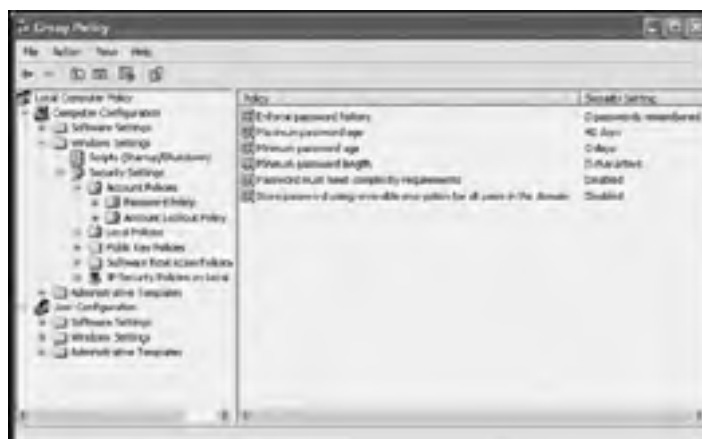 Group Policy
File Action View Help
Local Computer Policy
Computer Configuration
Software Settings
Windows Settings
Scripts (Startup/Shutdown)
Security Settings
Account Policies
Password Policy
Account Lockout Policy
Local Policies
Public Key Policies
Software Restriction Policies
IP Security Policies on Local
Administrative Templates
User Configuration
Software Settings
Windows Settings
Administrative Templates
Policy Security Setting
Enforce password history 0 passwords remembered
Maximum password age days
Minimum password age 0 days
Minimum password length 0 characters
Password must meet complexity requirements Disabled
Store password using reversible encryption for all users in the domain Disabled